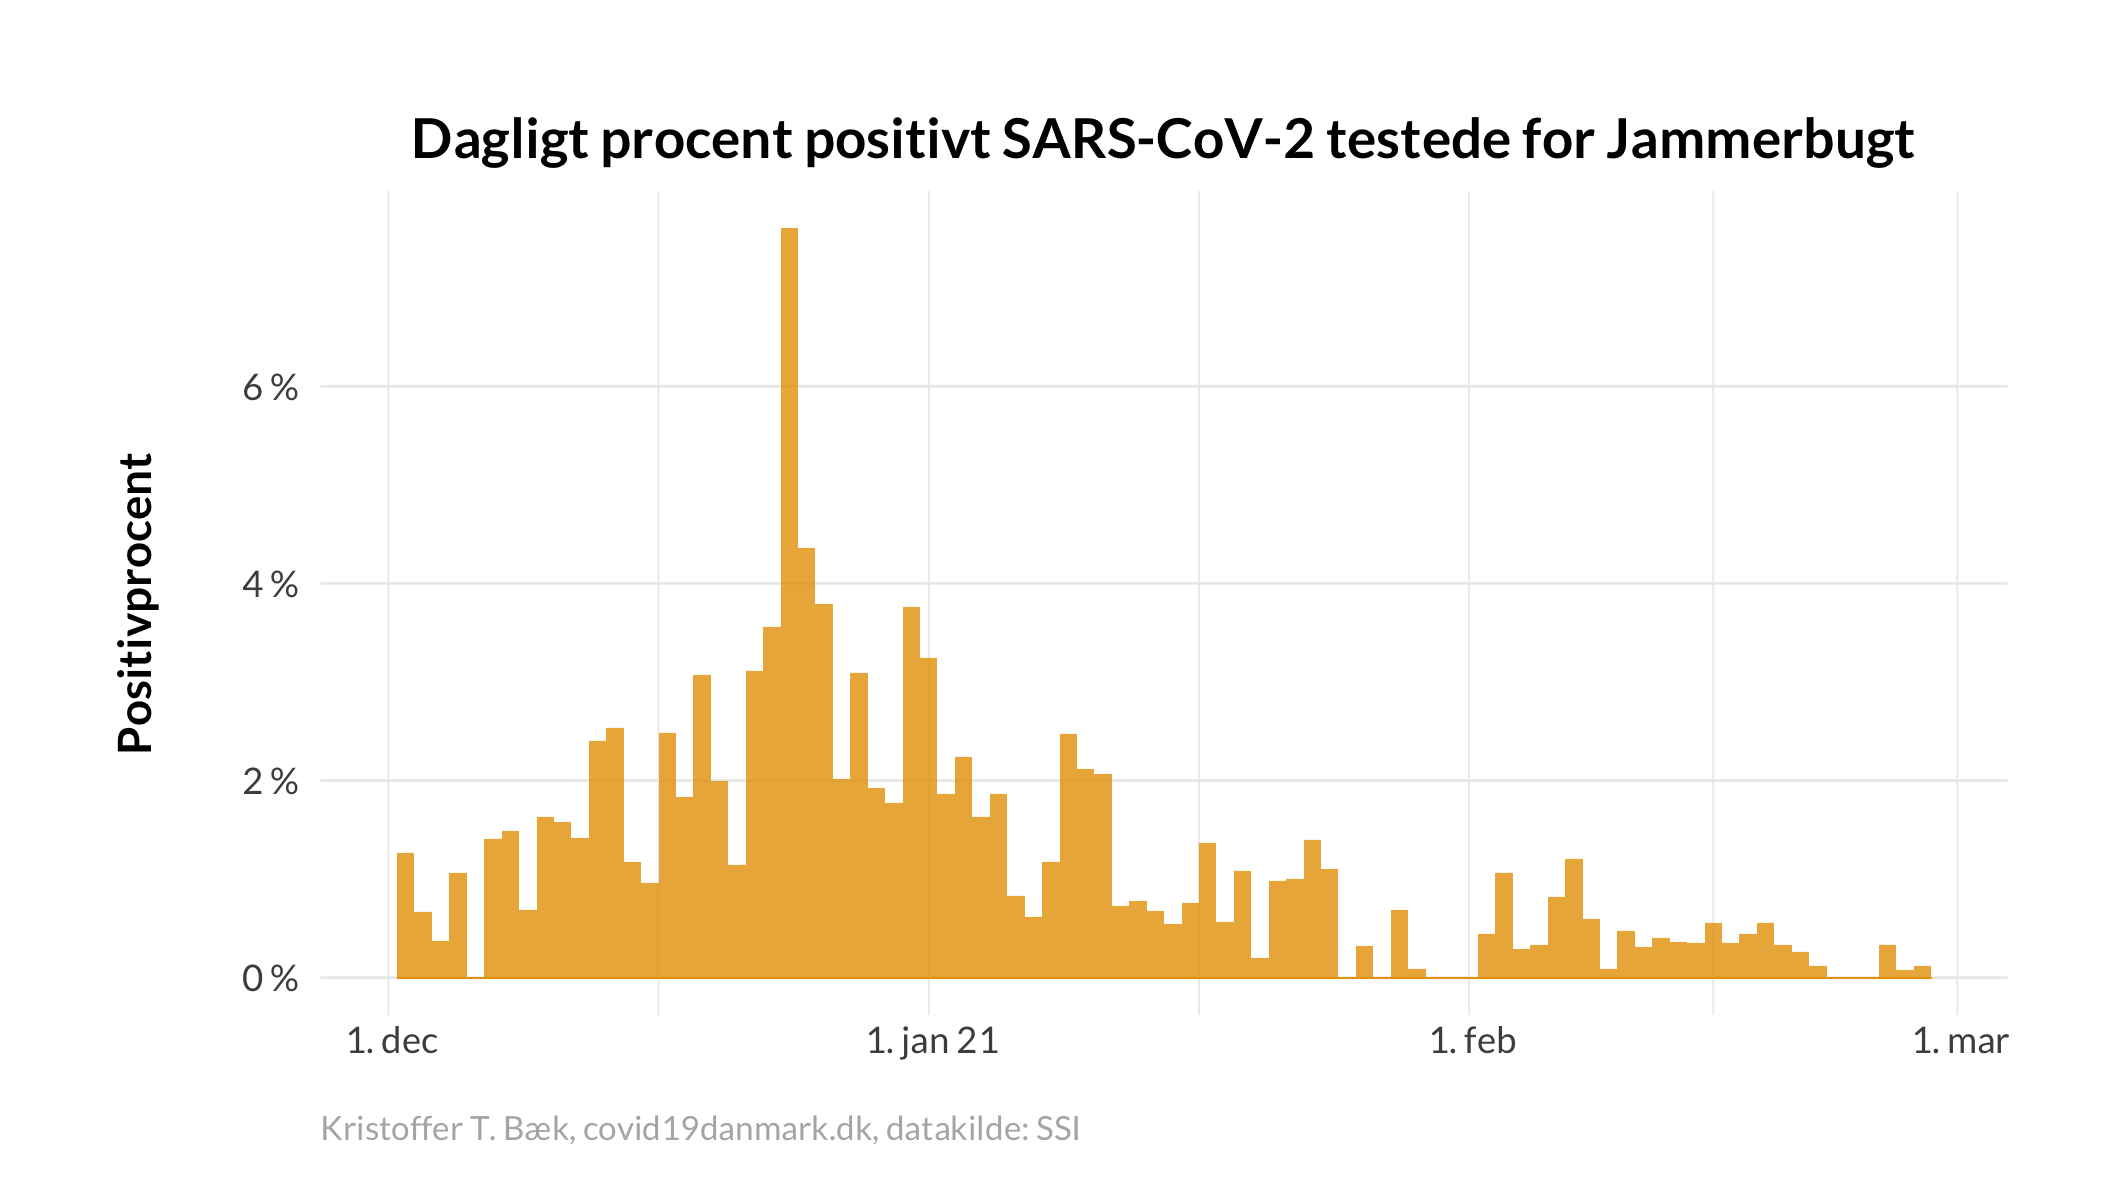 Dagligt procent positivt SARS-CoV-2 testede for Jammerbugt
Positivprocent
6 %
4 %
2 %
0 %
1. dec
1. jan 21
1. feb
1. mar
Kristoffer T. Bæk, covid19danmark.dk, datakilde: SSI